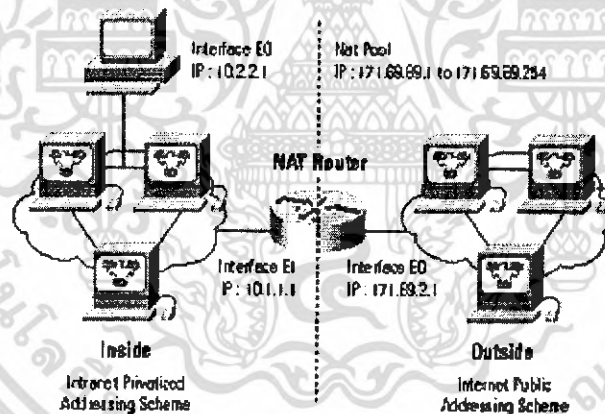 Interface E0
IP : 10.2.2.1
Nat Pool
IP : 171.69.89.1 to 171.69.89.254
NAT Router
Interface E1
IP : 10.1.1.1
Interface E0
IP : 171.69.2.1
Inside
Intranet Privatized
Addressing Scheme
Outside
Internet Public
Addressing Scheme